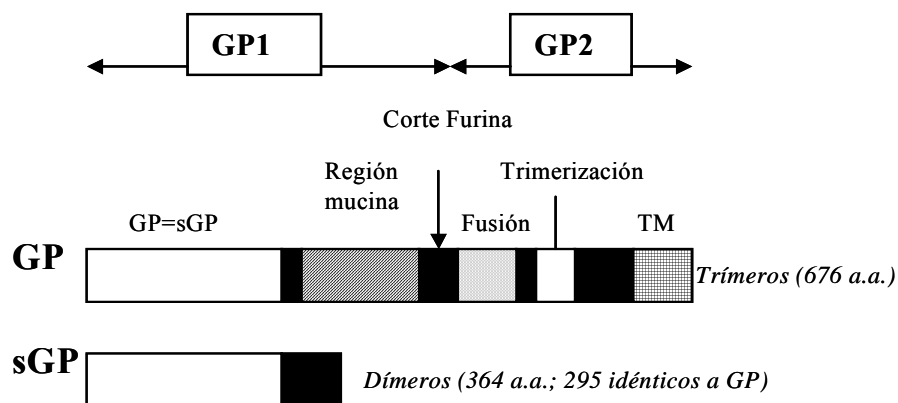 GP1
GP2
Corte Furina
Región
mucina
Trimerización
GP=sGP
Fusión
TM
GP
Trímeros (676 a.a.)
sGP
Dímeros (364 a.a.; 295 idénticos a GP)